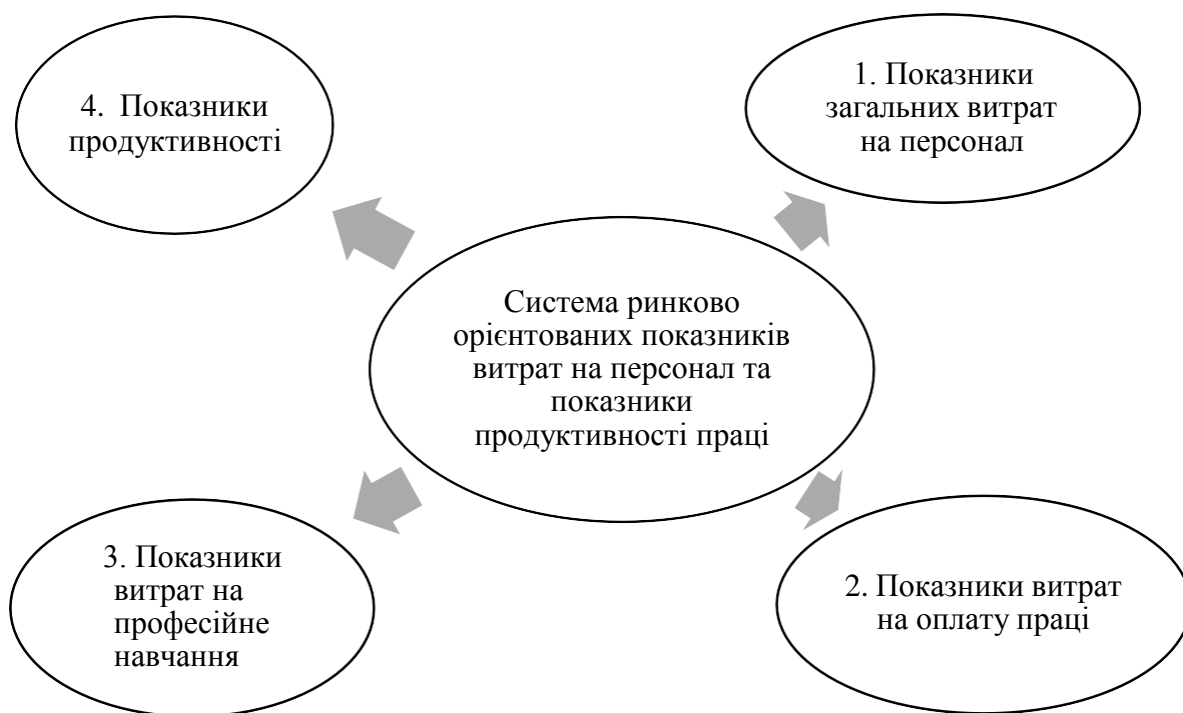 4. Показники
продуктивності
1. Показники
загальних витрат
на персонал
Система ринково
орієнтованих показників
витрат на персонал та
показники
продуктивності праці
3. Показники
витрат на
професійне
навчання
2. Показники витрат
на оплату праці